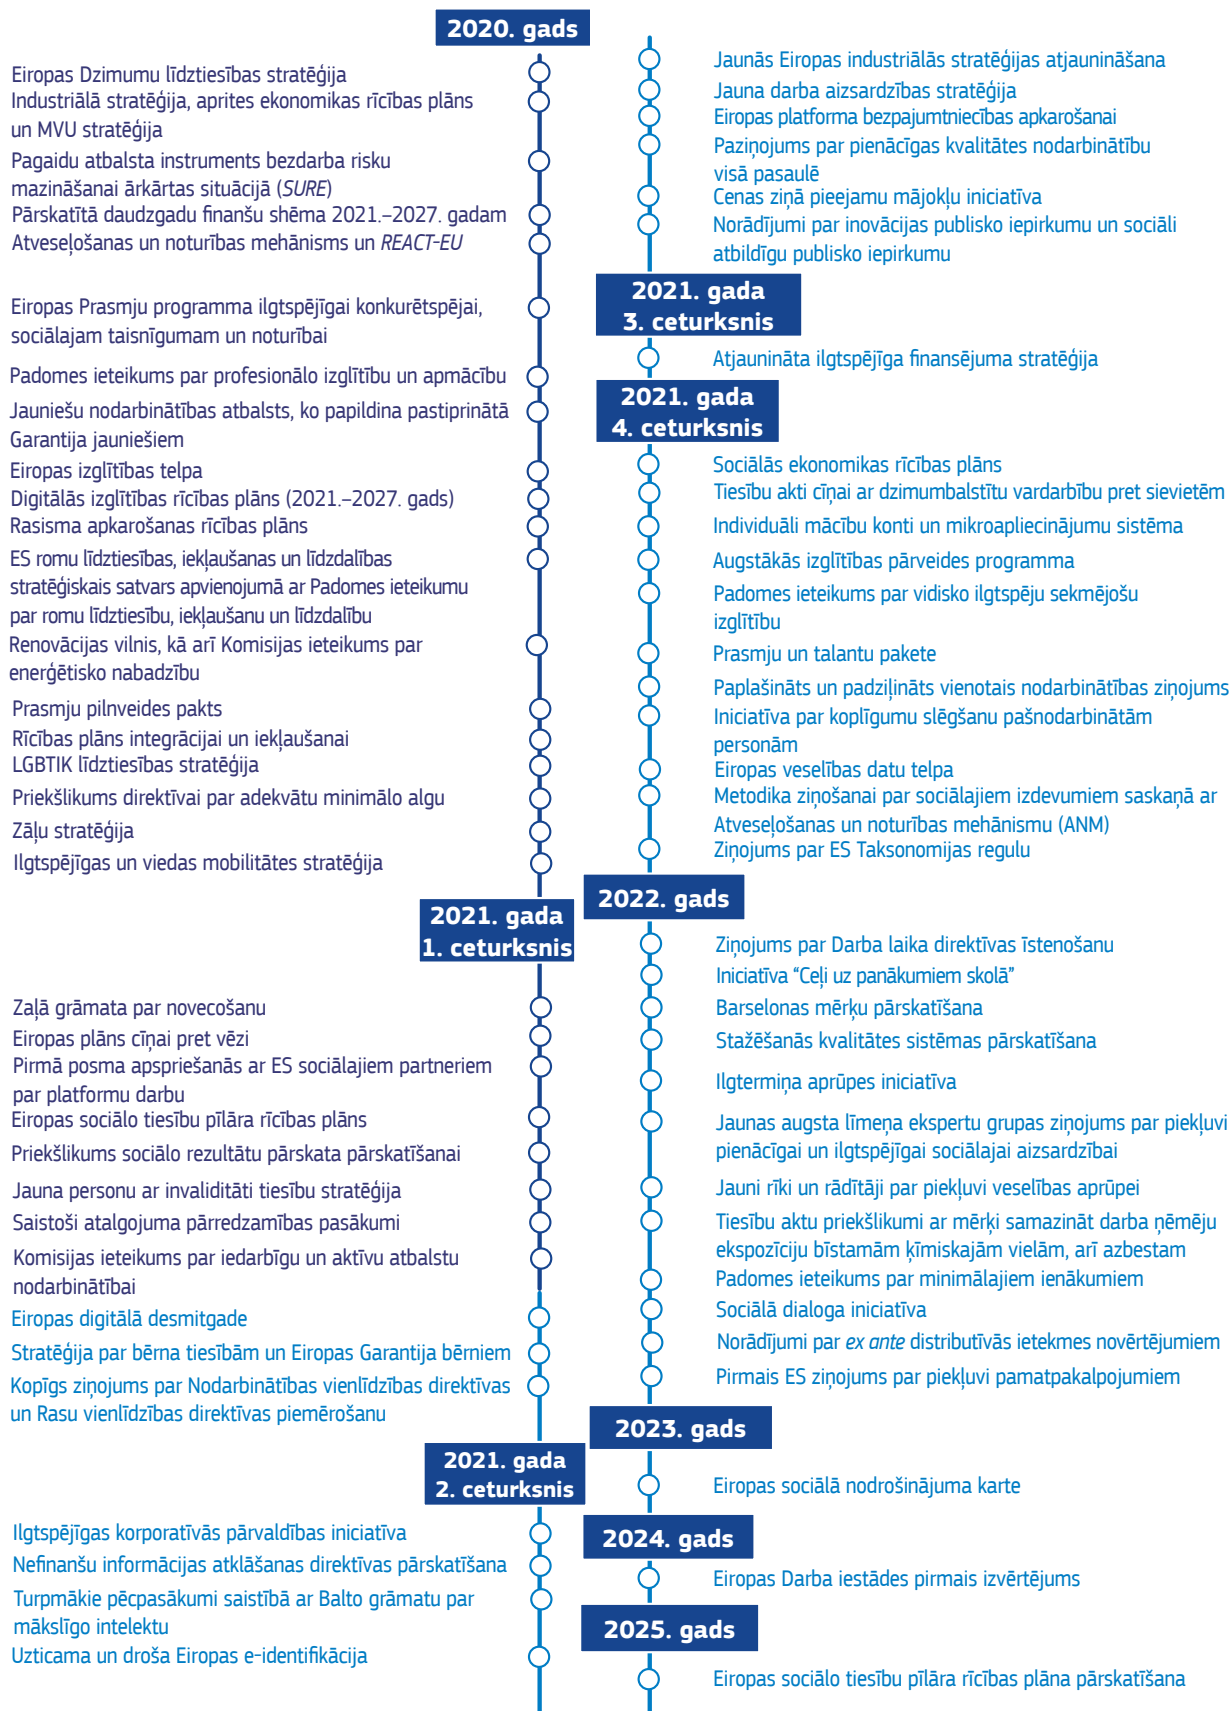 2020. gads
Eiropas Dzimumu līdztiesības stratēģija
Industriālā stratēģija, aprites ekonomikas rīcības plāns
un MVU stratēģija
Pagaidu atbalsta instruments bezdarba risku
mazināšanai ārkārtas situācijā (SURE)
Pārskatītā daudzgadu finanšu shēma 2021.–2027. gadam
Atveseļošanas un noturības mehānisms un REACT-EU
Eiropas Prasmju programma ilgtspējīgai konkurētspējai,
sociālajam taisnīgumam un noturībai
Padomes ieteikums par profesionālo izglītību un apmācību
Jauniešu nodarbinātības atbalsts, ko papildina pastiprinātā
Garantija jauniešiem
Eiropas izglītības telpa
Digitālās izglītības rīcības plāns (2021.–2027. gads)
Rasisma apkarošanas rīcības plāns
ES romu līdztiesības, iekļaušanas un līdzdalības
stratēģiskais satvars apvienojumā ar Padomes ieteikumu
par romu līdztiesību, iekļaušanu un līdzdalību
Renovācijas vilnis, kā arī Komisijas ieteikums par
enerģētisko nabadzību
Prasmju pilnveides pakts
Rīcības plāns integrācijai un iekļaušanai
LGBTIK līdztiesības stratēģija
Priekšlikums direktīvai par adekvātu minimālo algu
Zāļu stratēģija
Ilgtspējīgas un viedas mobilitātes stratēģija
2021. gada
1. ceturksnis
Zaļā grāmata par novecošanu
Eiropas plāns cīņai pret vēzi
Pirmā posma apspriešanās ar ES sociālajiem partneriem
par platformu darbu
Eiropas sociālo tiesību pīlāra rīcības plāns
Priekšlikums sociālo rezultātu pārskata pārskatīšanai
Jauna personu ar invaliditāti tiesību stratēģija
Saistoši atalgojuma pārredzamības pasākumi
Komisijas ieteikums par iedarbīgu un aktīvu atbalstu
nodarbinātībai
Eiropas digitālā desmitgade
Stratēģija par bērna tiesībām un Eiropas Garantija bērniem
Kopīgs ziņojums par Nodarbinātības vienlīdzības direktīvas
un Rasu vienlīdzības direktīvas piemērošanu
2021. gada
2. ceturksnis
Ilgtspējīgas korporatīvās pārvaldības iniciatīva
Nefinanšu informācijas atklāšanas direktīvas pārskatīšana
Turpmākie pēcpasākumi saistībā ar Balto grāmatu par
mākslīgo intelektu
Uzticama un droša Eiropas e-identifikācija
Jaunās Eiropas industriālās stratēģijas atjaunināšana
Jauna darba aizsardzības stratēģija
Eiropas platforma bezpajumtniecības apkarošanai
Paziņojums par pienācīgas kvalitātes nodarbinātību
visā pasaulē
Cenas ziņā pieejamu mājokļu iniciatīva
Norādījumi par inovācijas publisko iepirkumu un sociāli
atbildīgu publisko iepirkumu
2021. gada
3. ceturksnis
Atjaunināta ilgtspējīga finansējuma stratēģija
2021. gada
4. ceturksnis
Sociālās ekonomikas rīcības plāns
Tiesību akti cīņai ar dzimumbalstītu vardarbību pret sievietēm
Individuāli mācību konti un mikroapliecinājumu sistēma
Augstākās izglītības pārveides programma
Padomes ieteikums par vidisko ilgtspēju sekmējošu
izglītību
Prasmju un talantu pakete
Paplašināts un padziļināts vienotais nodarbinātības ziņojums
Iniciatīva par koplīgumu slēgšanu pašnodarbinātām
personām
Eiropas veselības datu telpa
Metodika ziņošanai par sociālajiem izdevumiem saskaņā ar
Atveseļošanas un noturības mehānismu (ANM)
Ziņojums par ES Taksonomijas regulu
2022. gads
Ziņojums par Darba laika direktīvas īstenošanu
Iniciatīva “Ceļi uz panākumiem skolā”
Barselonas mērķu pārskatīšana
Stažēšanās kvalitātes sistēmas pārskatīšana
Ilgtermiņa aprūpes iniciatīva
Jaunas augsta līmeņa ekspertu grupas ziņojums par piekļuvi
pienācīgai un ilgtspējīgai sociālajai aizsardzībai
Jauni rīki un rādītāji par piekļuvi veselības aprūpei
Tiesību aktu priekšlikumi ar mērķi samazināt darba ņēmēju
ekspozīciju bīstamām ķīmiskajām vielām, arī azbestam
Padomes ieteikums par minimālajiem ienākumiem
Sociālā dialoga iniciatīva
Norādījumi par ex ante distributīvās ietekmes novērtējumiem
Pirmais ES ziņojums par piekļuvi pamatpakalpojumiem
2023. gads
Eiropas sociālā nodrošinājuma karte
2024. gads
Eiropas Darba iestādes pirmais izvērtējums
2025. gads
Eiropas sociālo tiesību pīlāra rīcības plāna pārskatīšana